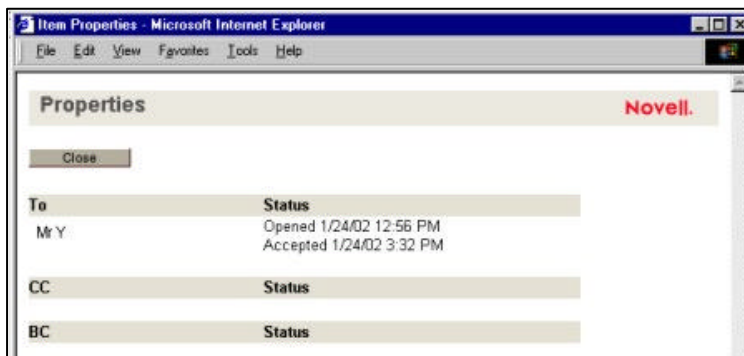 Item Properties - Microsoft Internet Explorer
File Edit View Favorites Tools Help
Properties
Novell.
Close
To Status
Mr Y Opened 1/24/02 12:56 PM
Accepted 1/24/02 3:32 PM
CC Status
BC Status